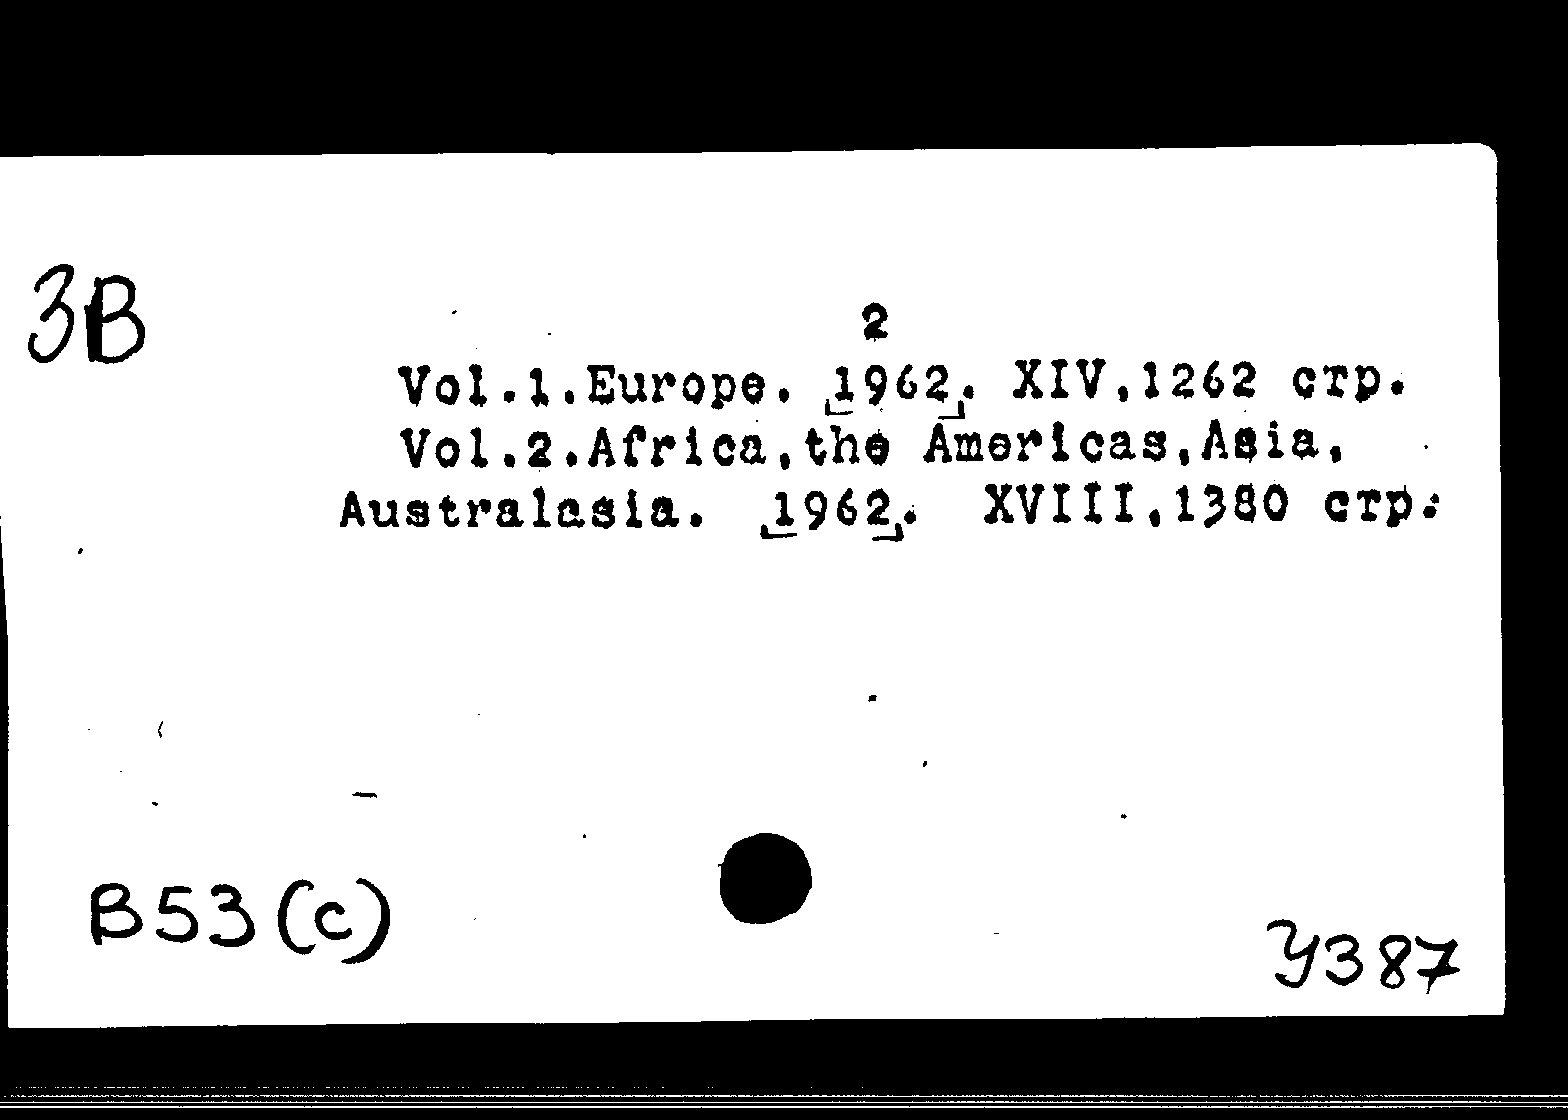 3В
2
Vol.1.Europe. 1962. XIV,1262 стр.
Vol.2.Africa,the Americas,Asia,
Australasia. 1962. XVIII,1380 стр.
B53(c)
У387